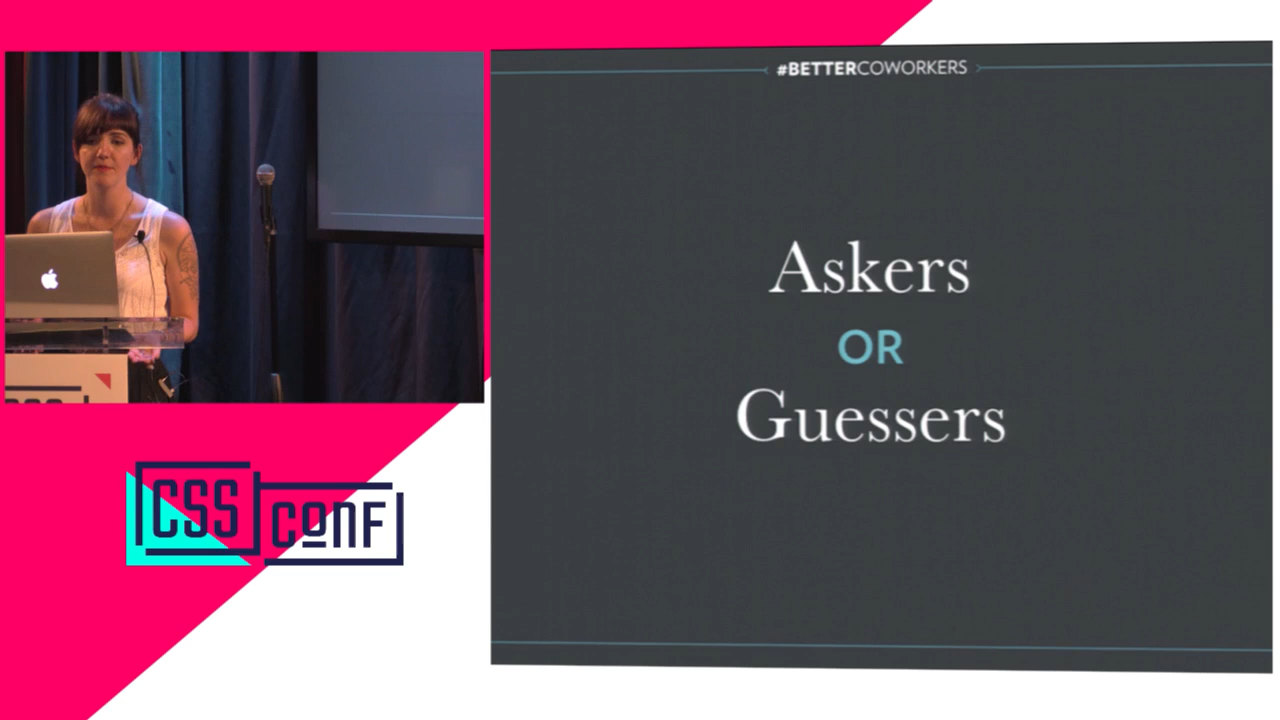 #BETTERCOWORKERS
Askers
OR
Guessers
CSS
CONF